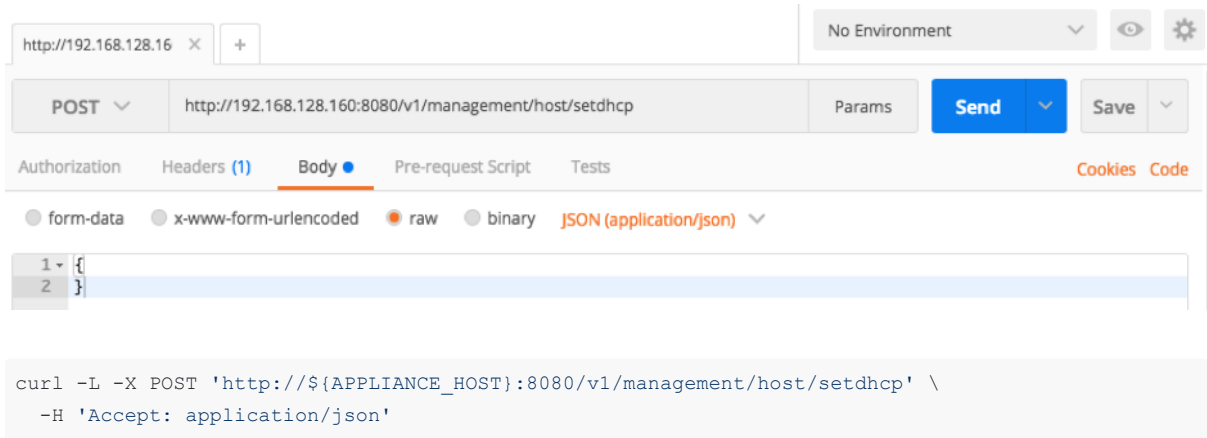 http://192.168.128.16 × +
No Environment
POST http://192.168.128.160:8080/v1/management/host/setdhcp Params Send Save
Authorization Headers (1) Body Pre-request Script Tests Cookies Code
form-data x-www-form-urlencoded raw binary JSON (application/json)
1 {
2 }
curl -L -X POST 'http://${APPLIANCE_HOST}:8080/v1/management/host/setdhcp' \
-H 'Accept: application/json'